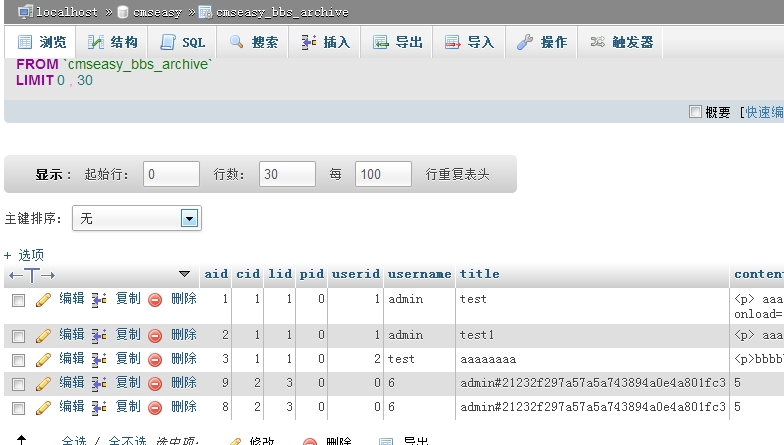 localhost » cmseasy » cmseasy_bbs_archive
浏览 结构 SQL 搜索 插入 导出 导入 操作 触发器
FROM `cmseasy_bbs_archive`
LIMIT 0 , 30
概要 [快速编
显示 : 起始行: 0 行数: 30 每 100 行重复表头
主键排序: 无
+ 选项
←T→ aid cid lid pid userid username title conten
编辑 复制 删除 1 1 1 0 1 admin test <p> aaa
onload=
编辑 复制 删除 2 1 1 0 1 admin test1 <p> aaa
编辑 复制 删除 3 1 1 0 2 test aaaaaaaa <p>bbbb
编辑 复制 删除 9 2 3 0 0 6 admin#21232f297a57a5a743894a0e4a801fc3 5
编辑 复制 删除 8 2 3 0 0 6 admin#21232f297a57a5a743894a0e4a801fc3 5
全选 / 全不选 选中项: 修改 删除 导出